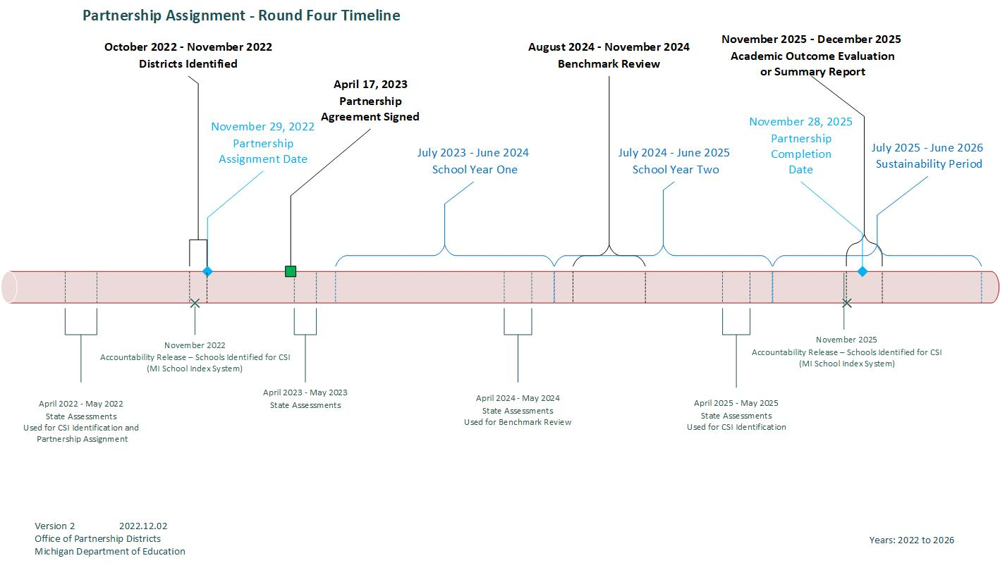 Partnership Assignment - Round Four Timeline
October 2022 - November 2022
Districts Identified
April 17, 2023
Partnership
Agreement Signed
November 29, 2022
Partnership
Assignment Date
July 2023 - June 2024
School Year One
August 2024 - November 2024
Benchmark Review
July 2024 - June 2025
School Year Two
November 2025 - December 2025
Academic Outcome Evaluation
or Summary Report
November 28, 2025
Partnership
Completion
Date
July 2025 - June 2026
Sustainability Period
April 2022 - May 2022
State Assessments
Used for CSI Identification and
Partnership Assignment
November 2022
Accountability Release – Schools Identified for CSI
(MI School Index System)
April 2023 - May 2023
State Assessments
April 2024 - May 2024
State Assessments
Used for Benchmark Review
April 2025 - May 2025
State Assessments
Used for CSI Identification
November 2025
Accountability Release – Schools Identified for CSI
(MI School Index System)
Version 2 2022.12.02
Office of Partnership Districts
Michigan Department of Education
Years: 2022 to 2026